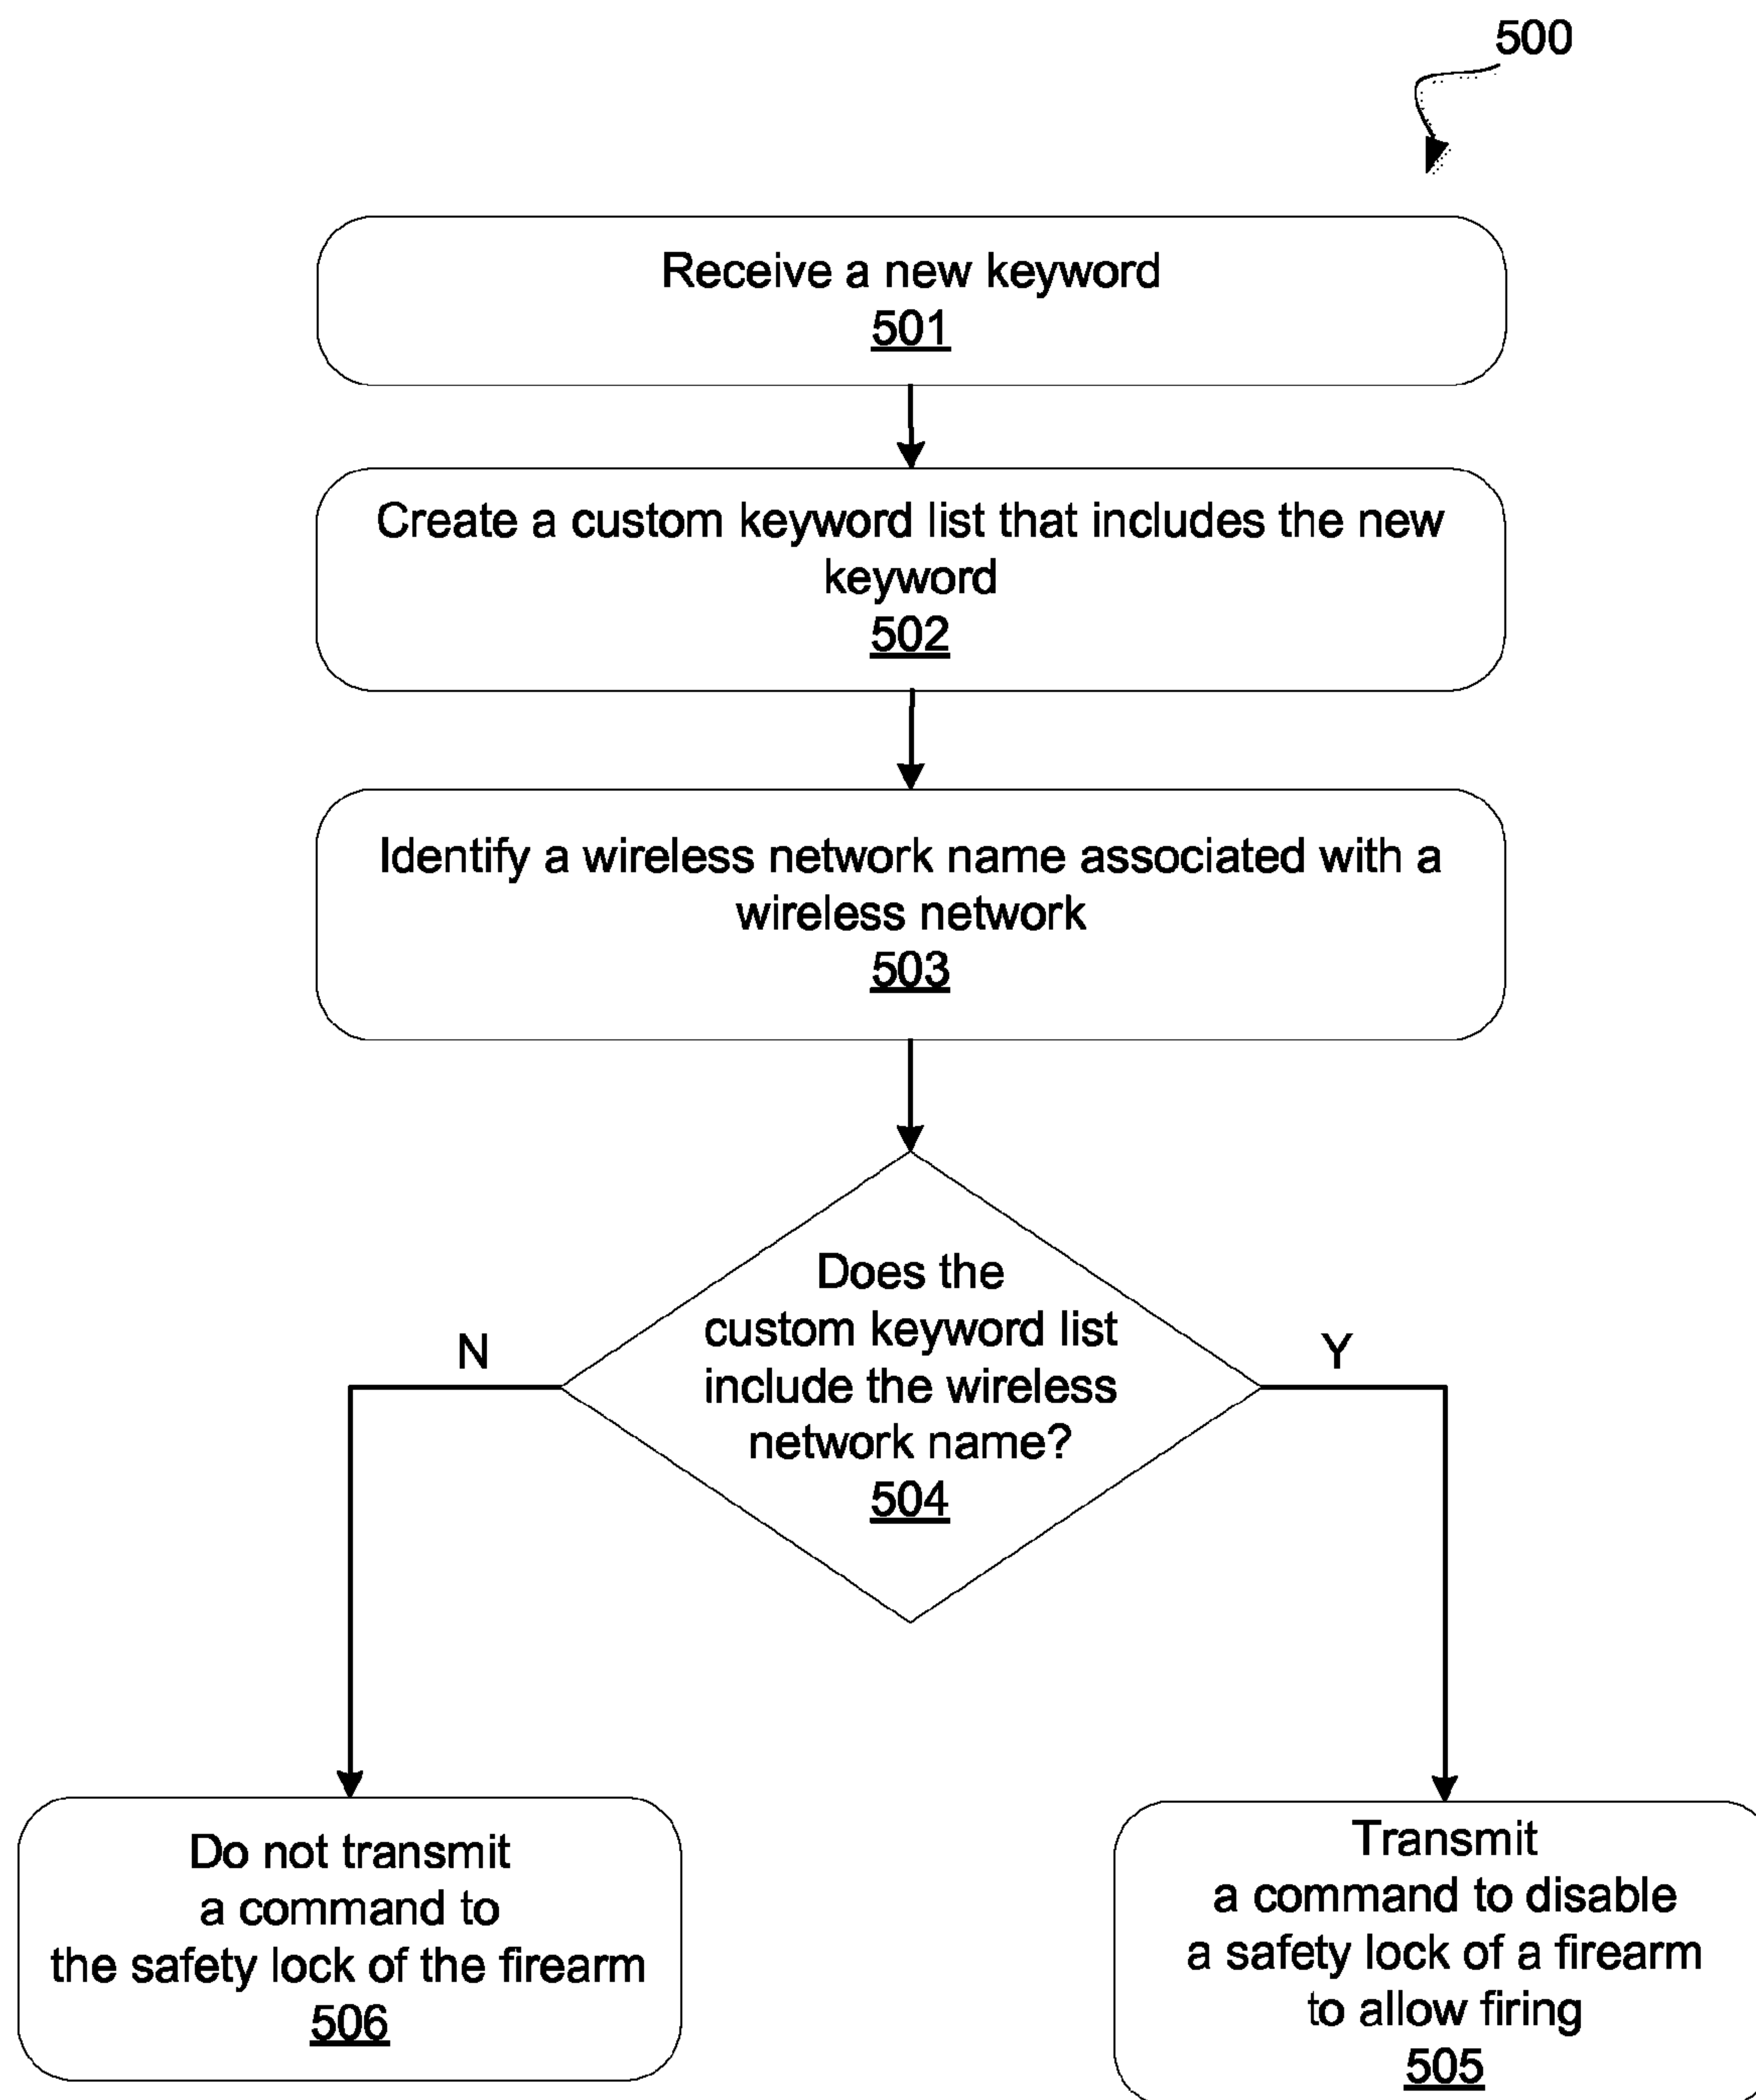 500
Receive a new keyword
501
Create a custom keyword list that includes the new
keyword
502
Identify a wireless network name associated with a
wireless network
503
Does the
custom keyword list
include the wireless
network name?
504
N
Y
Do not transmit
a command to
the safety lock of the firearm
506
Transmit
a command to disable
a safety lock of a firearm
to allow firing
505